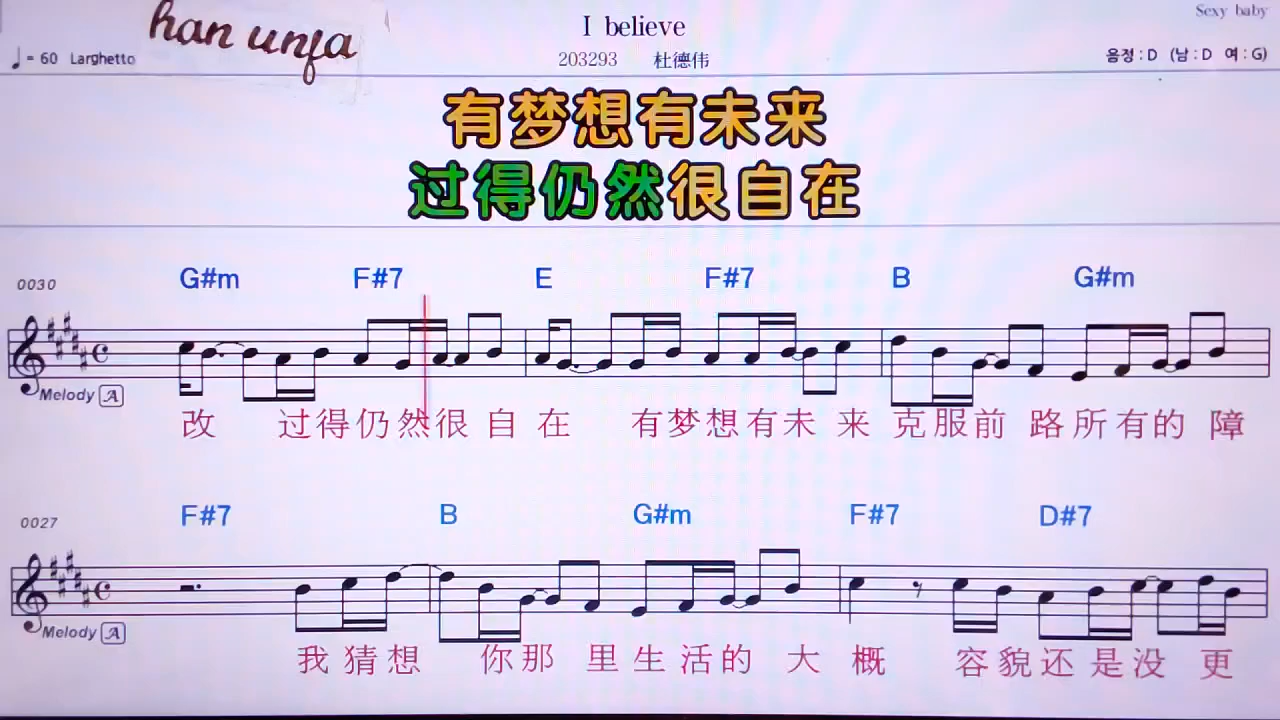 han unja
I believe
Sexy baby
♩= 60 Larghetto
203293 杜德伟
음정 : D (남 : D 여 : G)
有梦想有未来
过得仍然很自在
0030
G#m F#7 E F#7 B G#m
Melody A
改 过得仍然很自在 有梦想有未来 克服前路所有的障
0027
F#7 B G#m F#7 D#7
Melody A
我猜想 你那里生活的大概 容貌还是没更